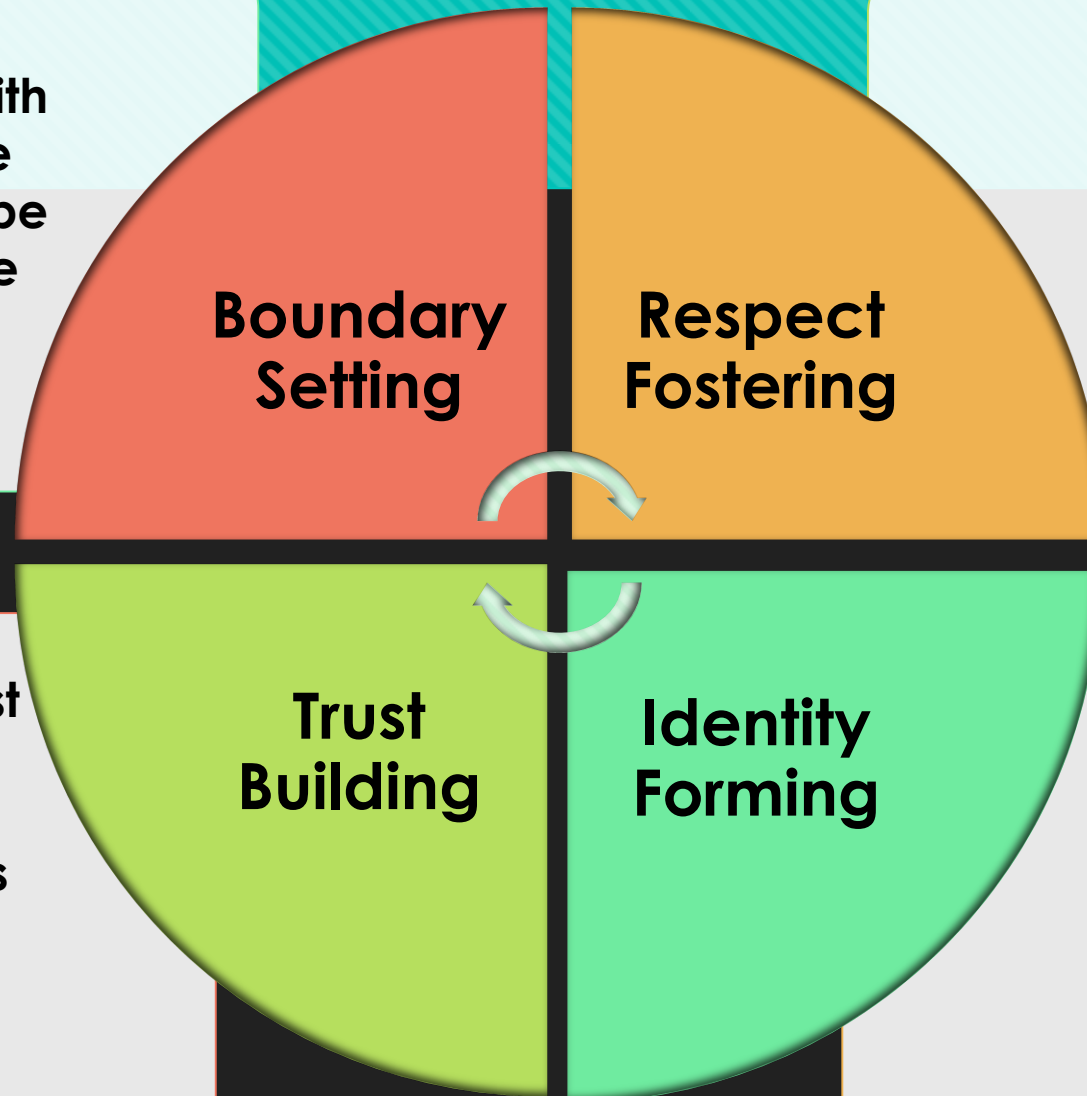 Boundary
Setting
Respect
Fostering
Trust
Building
Identity
Forming